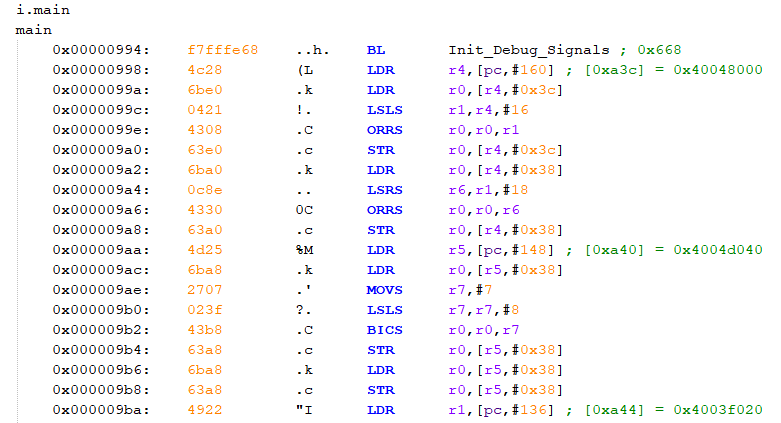 i.main
main
0x00000994: f7fffe68 ..h. BL Init_Debug_Signals ; 0x668
0x00000998: 4c28 (L LDR r4,[pc,#160] ; [0xa3c] = 0x40048000
0x0000099a: 6be0 .k LDR r0,[r4,#0x3c]
0x0000099c: 0421 !. LSLS r1,r4,#16
0x0000099e: 4308 .C ORRS r0,r0,r1
0x000009a0: 63e0 .c STR r0,[r4,#0x3c]
0x000009a2: 6ba0 .k LDR r0,[r4,#0x38]
0x000009a4: 0c8e .. LSRS r6,r1,#18
0x000009a6: 4330 0C ORRS r0,r0,r6
0x000009a8: 63a0 .c STR r0,[r4,#0x38]
0x000009aa: 4d25 %M LDR r5,[pc,#148] ; [0xa40] = 0x4004d040
0x000009ac: 6ba8 .k LDR r0,[r5,#0x38]
0x000009ae: 2707 .' MOVS r7,#7
0x000009b0: 023f ?. LSLS r7,r7,#8
0x000009b2: 43b8 .C BICS r0,r0,r7
0x000009b4: 63a8 .c STR r0,[r5,#0x38]
0x000009b6: 6ba8 .k LDR r0,[r5,#0x38]
0x000009b8: 63a8 .c STR r0,[r5,#0x38]
0x000009ba: 4922 "I LDR r1,[pc,#136] ; [0xa44] = 0x4003f020